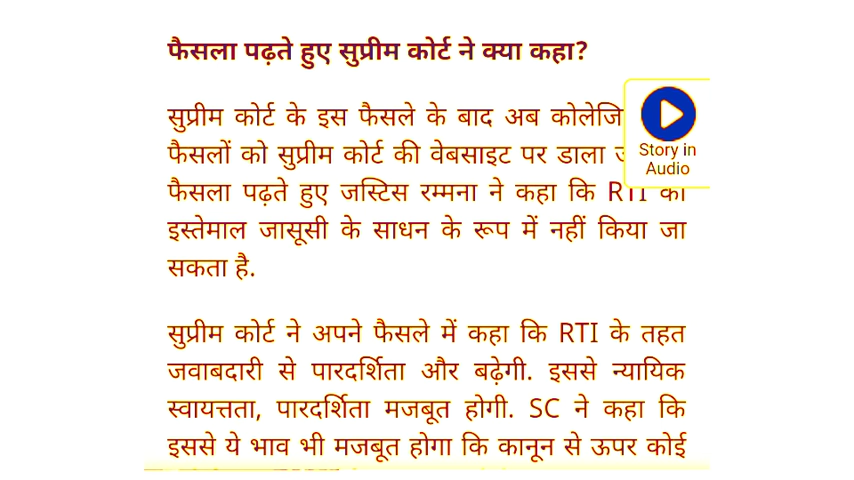 फैसला पढ़ते हुए सुप्रीम कोर्ट ने क्या कहा?
सुप्रीम कोर्ट के इस फैसले के बाद अब
फैसलों को सुप्रीम कोर्ट की वेबसाइट पर डाला
Story in
Audio
फैसला पढ़ते हुए जस्टिस रम्मना ने कहा कि RTI का
इस्तेमाल जासूसी के साधन के रूप में नहीं किया जा
सकता है.
सुप्रीम कोर्ट ने अपने फैसले में कहा कि RTI के तहत
जवाबदारी से पारदर्शिता और बढ़ेगी. इससे न्यायिक
स्वायत्तता, पारदर्शिता मजबूत होगी. SC ने कहा कि
इससे ये भाव भी मजबूत होगा कि कानून से ऊपर कोई